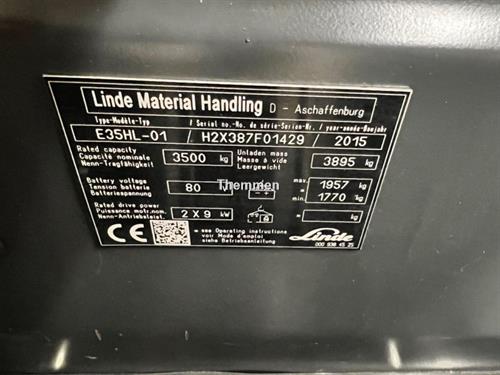 Linde Material Handling D - Aschaffenburg
Type-Modèle-Typ / Serial no.-No. de série-Serien-Nr. / year-année-Baujahr
E35HL-01 / H2X387F01429 / 2015
Rated capacity
Capacité nominale 3500 kg
Nenn-Tragfähigkeit
Unladen mass
Masse à vide 3895 kg
Leergewicht
Battery voltage
Tension batterie 80
Batteriespannung
max. 1957 kg
min. 1770
Rated drive power
Puissance mot.nom. 2 X 9 kW
Nenn-Antriebsleist.
kg
CE
see Operating instructions
voir Mode d'emploi
siehe Betriebsanleitung
Linde
000 938 45 25
Themmen